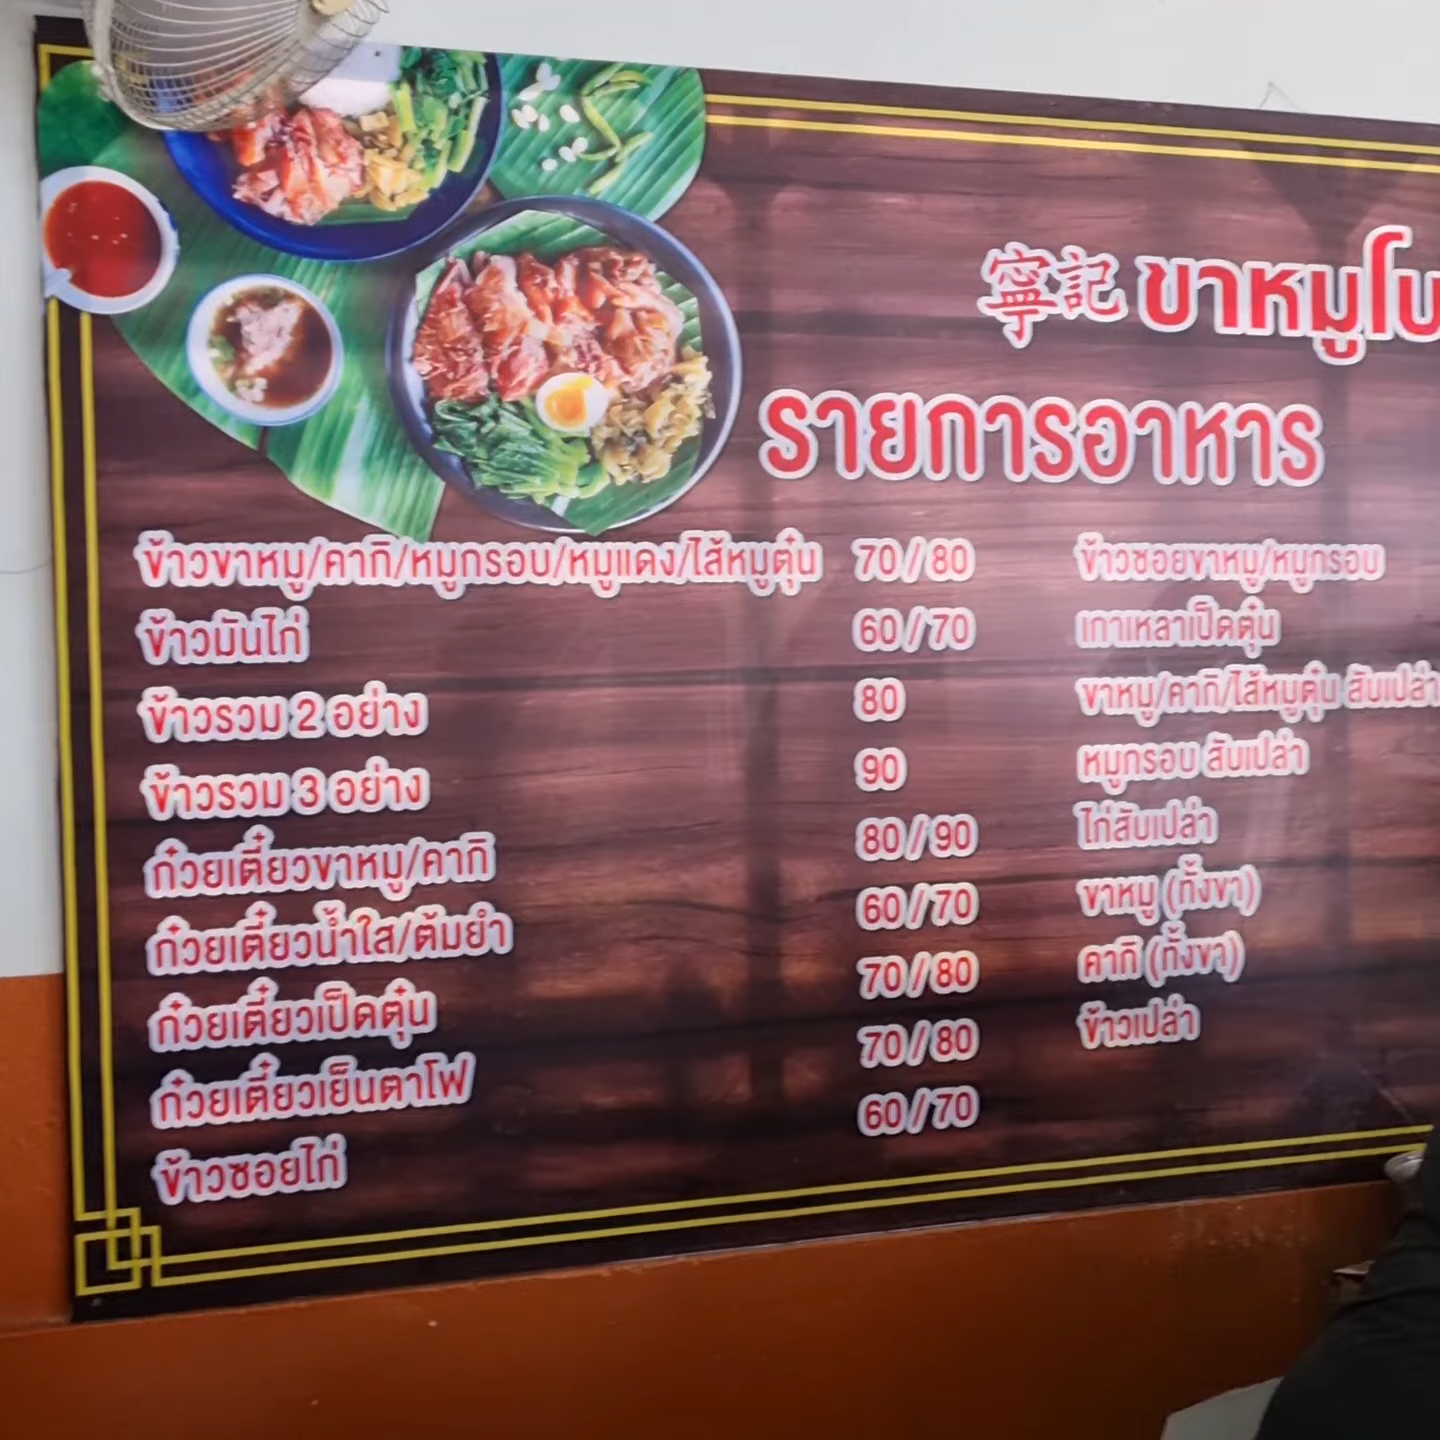 寧記 ขาหมูโบ
รายการอาหาร
ข้าวขาหมู/คากิ/หมูกรอบ/หมูแดง/ไส้หมูตุ๋น 70/80
ข้าวมันไก่ 60/70
ข้าวรวม 2 อย่าง 80
ข้าวรวม 3 อย่าง 90
ก๋วยเตี๋ยวขาหมู/คากิ 80/90
ก๋วยเตี๋ยวน้ำใส/ต้มยำ 60/70
ก๋วยเตี๋ยวเป็ดตุ๋น 70/80
ก๋วยเตี๋ยวเย็นตาโฟ 70/80
ข้าวซอยไก่ 60/70
ข้าวซอยขาหมู/หมูกรอบ
เกาเหลาเป็ดตุ๋น
ขาหมู/คากิ/ไส้หมูตุ๋น สับเปล่า
หมูกรอบ สับเปล่า
ไก่สับเปล่า
ขาหมู (ทั้งขา)
คากิ (ทั้งขา)
ข้าวเปล่า